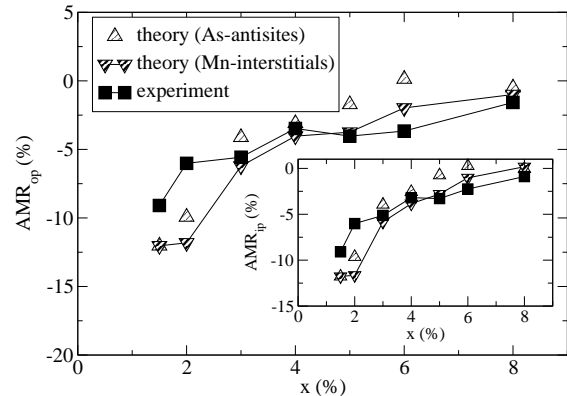 5
theory (As-antisites)
theory (Mn-interstitials)
experiment
0
-5
-10
-15
-20
AMR_op (%)
0
2
4
6
8
x (%)
0
-5
-10
-15
AMR_ip (%)
0
2
4
6
8
x (%)